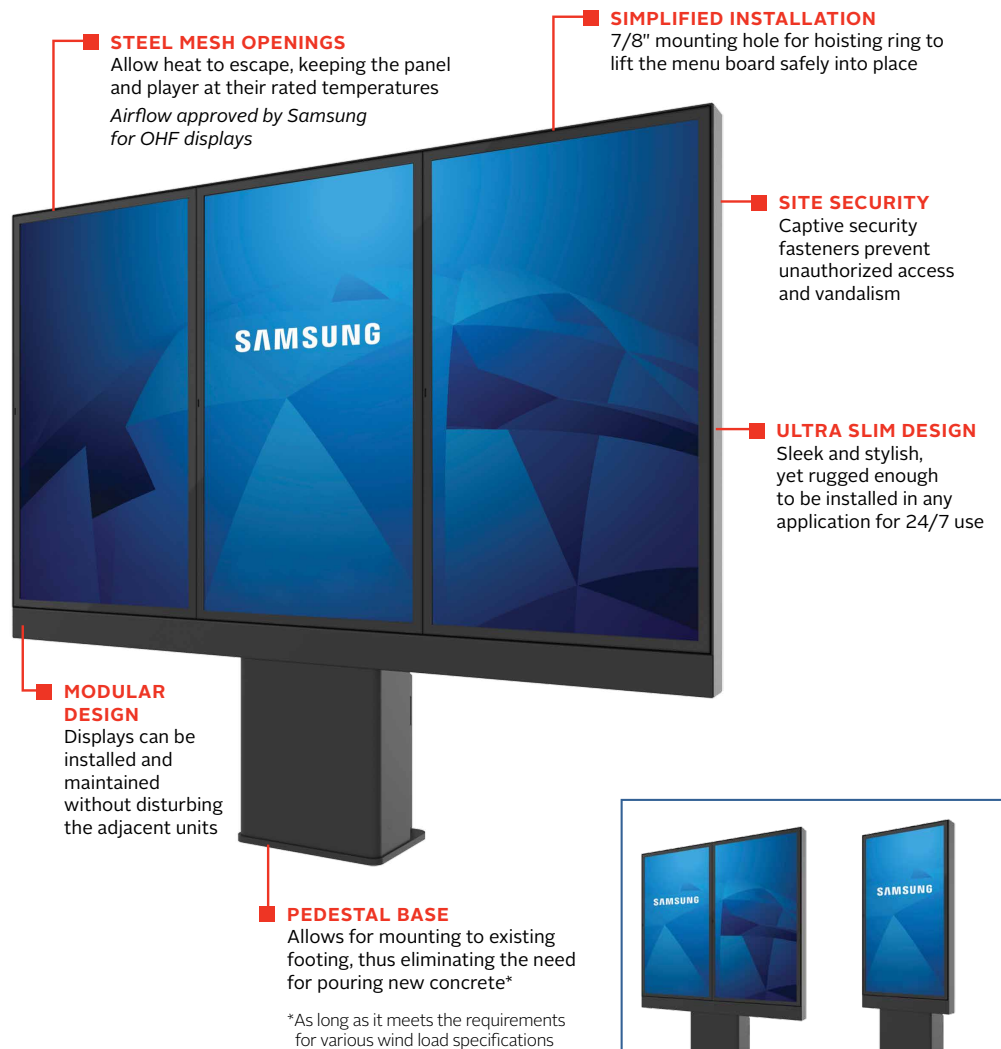 STEEL MESH OPENINGS
Allow heat to escape, keeping the panel
and player at their rated temperatures
Airflow approved by Samsung
for OHF displays
SIMPLIFIED INSTALLATION
7/8" mounting hole for hoisting ring to
lift the menu board safely into place
SITE SECURITY
Captive security
fasteners prevent
unauthorized access
and vandalism
SAMSUNG
ULTRA SLIM DESIGN
Sleek and stylish,
yet rugged enough
to be installed in any
application for 24/7 use
MODULAR
DESIGN
Displays can be
installed and
maintained
without disturbing
the adjacent units
PEDESTAL BASE
Allows for mounting to existing
footing, thus eliminating the need
for pouring new concrete*
*As long as it meets the requirements
for various wind load specifications
SAMSUNG
SAMSUNG